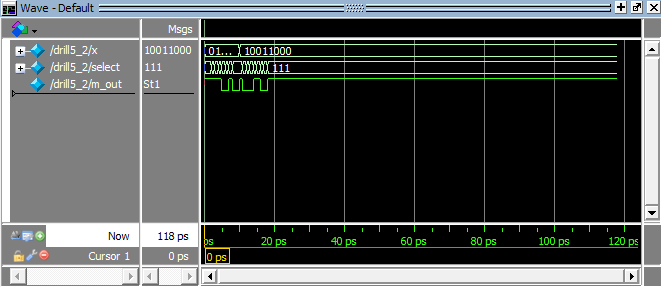 Wave - Default
Msgs
/drill5_2/x 10011000 01... 10011000
/drill5_2/select 111 111
/drill5_2/m_out St1
Now 118 ps ps 20 ps 40 ps 60 ps 80 ps 100 ps 120 ps
Cursor 1 0 ps 0 ps